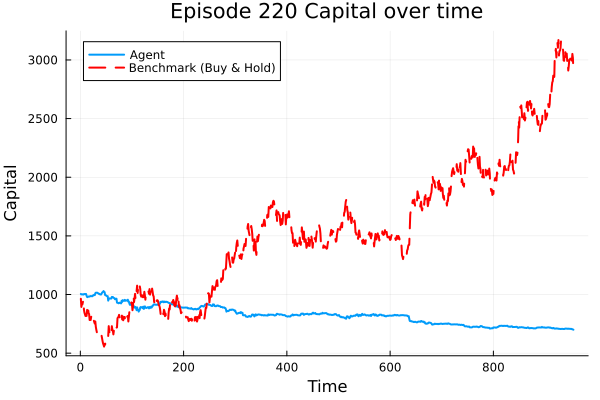 Episode 220 Capital over time
Agent
Benchmark (Buy & Hold)
Capital
3000
2500
2000
1500
1000
500
0
200
400
600
800
Time